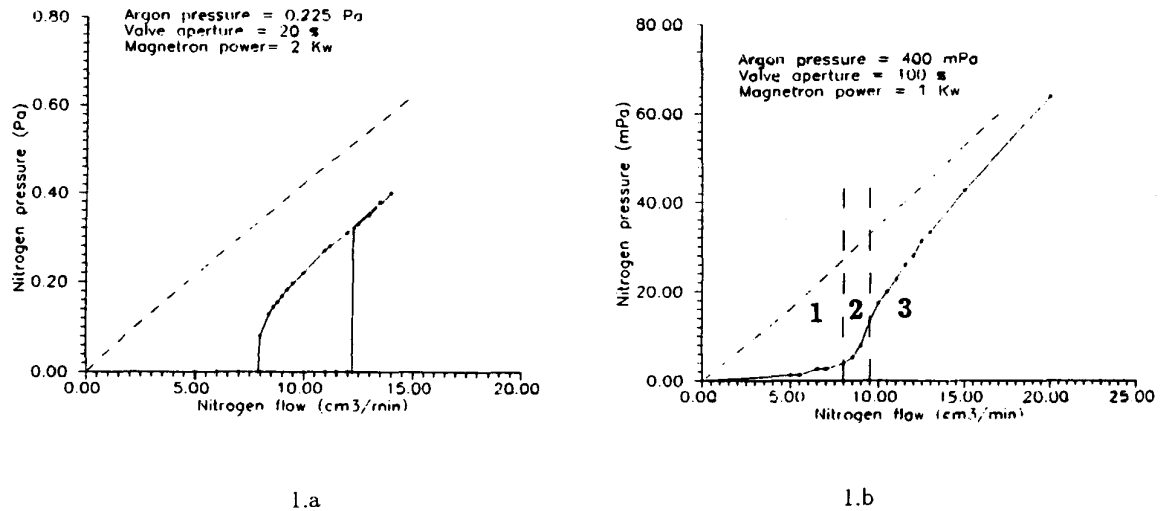 Argon pressure = 0.225 Pa
Valve aperture = 20 %
Magnetron power= 2 Kw
0.80
0.60
0.40
0.20
0.00
Nitrogen pressure (Pa)
0.00 5.00 10.00 15.00 20.00
Nitrogen flow (cm3/min)
1.a
Argon pressure = 400 mPa
Valve aperture = 100 %
Magnetron power = 1 Kw
80.00
60.00
40.00
20.00
0.00
Nitrogen pressure (mPa)
1 2 3
0.00 5.00 10.00 15.00 20.00 25.00
Nitrogen flow (cm3/min)
1.b